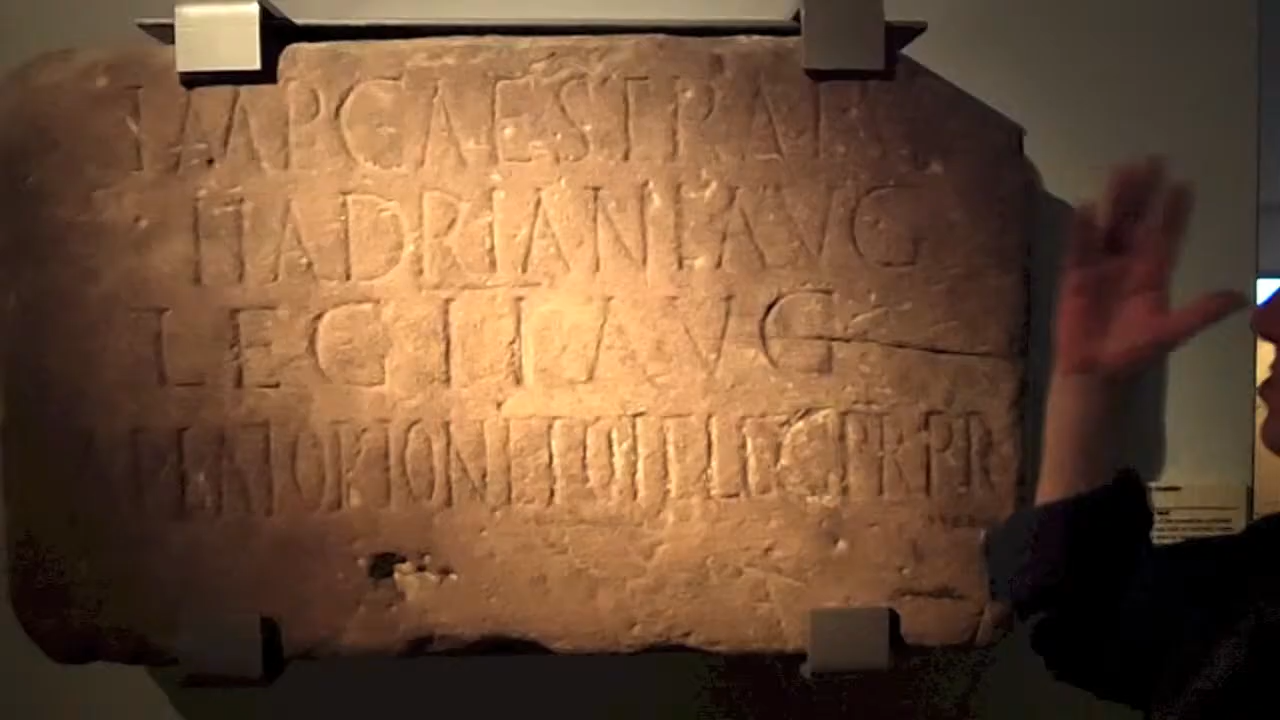 IMP CAES TRAI
HADRIANI AVG
LEG II AVG
A PLATORIO NEPOTE LEG PR PR